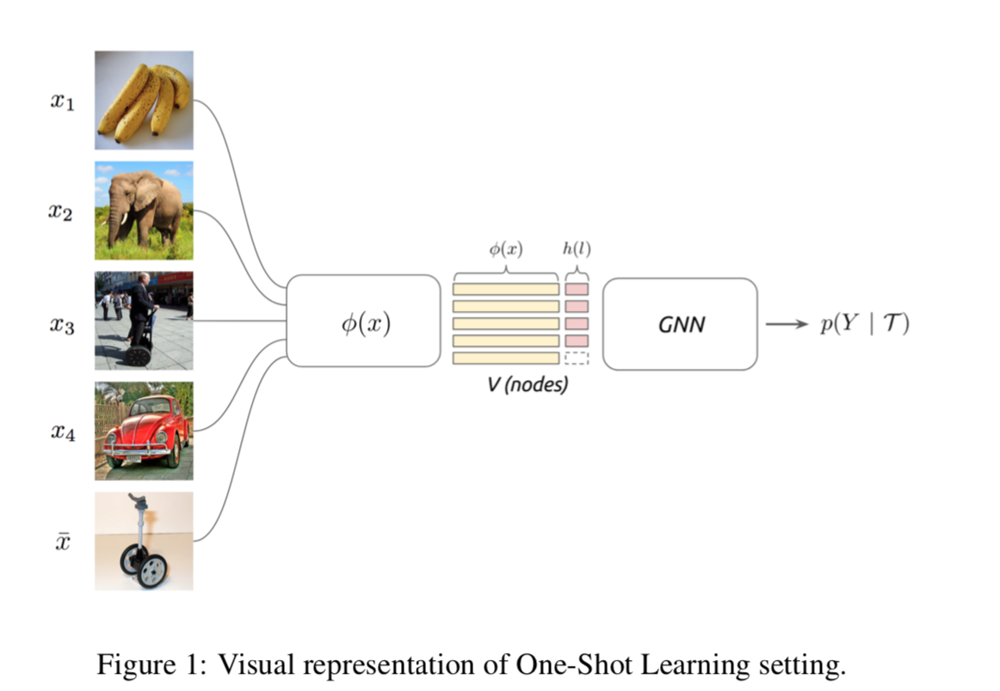 x₁
x₂
x₃
x₄
x̄
ϕ(x)
ϕ(x) h(l)
V (nodes)
GNN
p(Y | 𝒯)
Figure 1: Visual representation of One-Shot Learning setting.